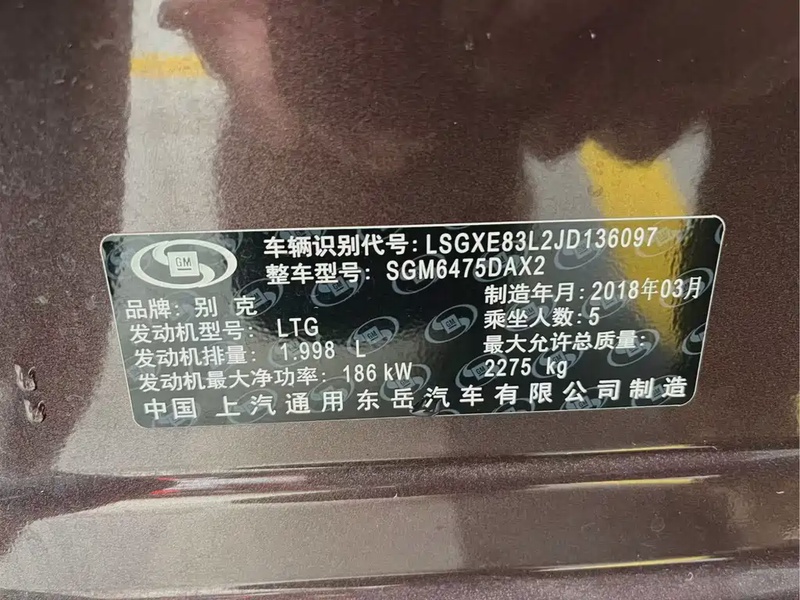 GM
车辆识别代号: LSGXE83L2JD136097
整车型号: SGM6475DAX2
品牌: 别 克
制造年月: 2018年03月
发动机型号: LTG
乘坐人数: 5
发动机排量: 1.998 L
最大允许总质量:
发动机最大净功率: 186 kW
2275 kg
中国 上汽通用东岳汽车有限公司制造